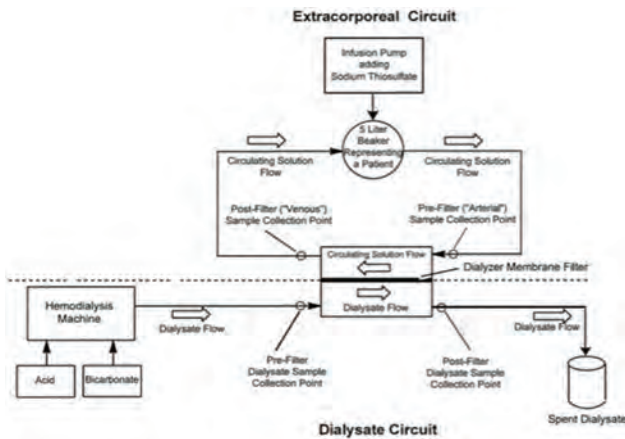 Extracorporeal Circuit
Infusion Pump
adding
Sodium Thiosulfate
5 Liter
Beaker
Representing
a Patient
Circulating Solution
Flow
Circulating Solution
Flow
Post-Filter ("Venous")
Sample Collection Point
Pre-Filter ("Arterial")
Sample Collection Point
Circulating Solution Flow
Dialyzer Membrane Filter
Hemodialysis
Machine
Dialysate Flow
Dialysate Flow
Dialysate Flow
Acid
Bicarbonate
Pre-Filter
Dialysate Sample
Collection Point
Post-Filter
Dialysate Sample
Collection Point
Spent Dialysate
Dialysate Circuit